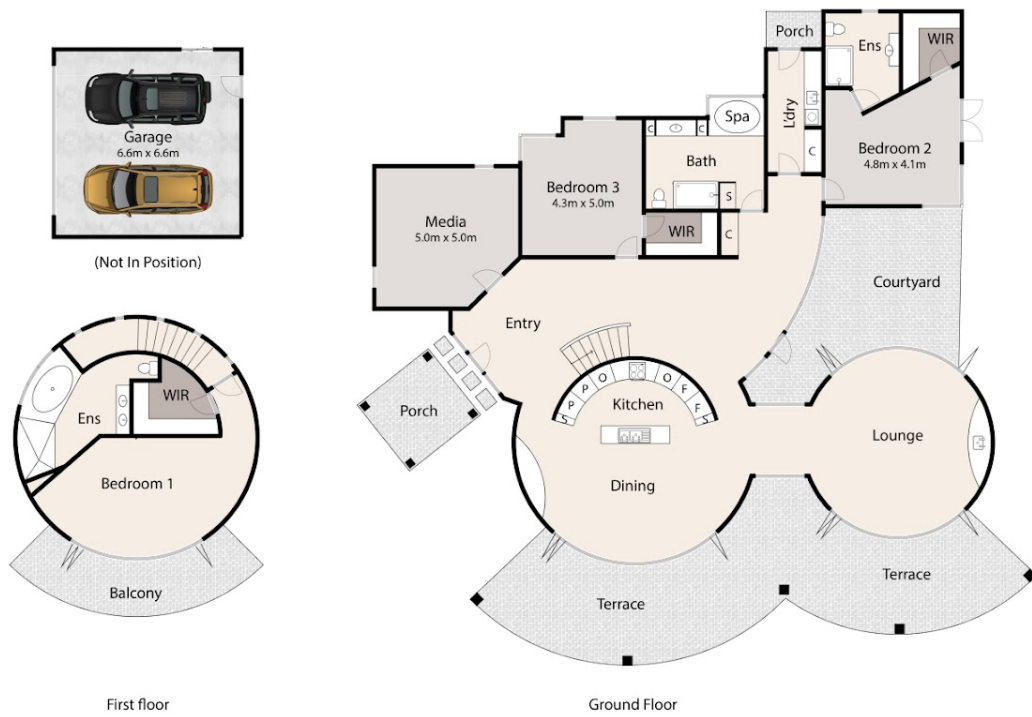 Garage
6.6m x 6.6m
(Not In Position)
WIR
Ens
Bedroom 1
Balcony
First floor
Porch
Ens
WIR
L'dry
C
Bedroom 2
4.8m x 4.1m
Spa
C
C
Bath
S
Bedroom 3
4.3m x 5.0m
WIR
C
Media
5.0m x 5.0m
Courtyard
Entry
Porch
S
P
P
O
O
F
F
S
Kitchen
Dining
Lounge
Terrace
Terrace
Ground Floor